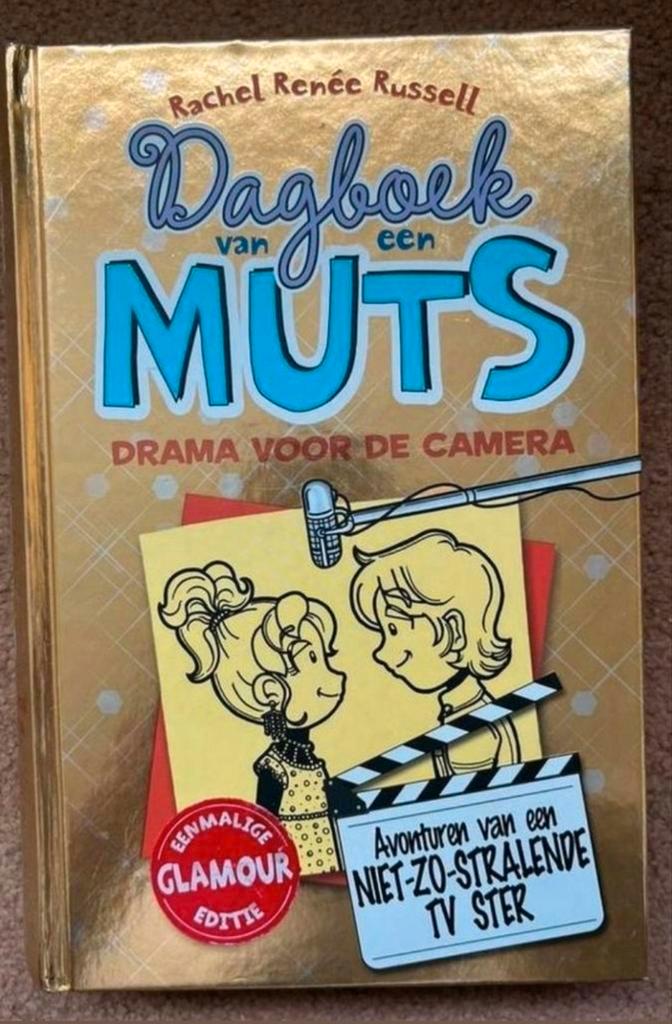 Rachel Renée Russell
Dagboek
van een
MUTS
DRAMA VOOR DE CAMERA
EENMALIGE
GLAMOUR
EDITIE
Avonturen van een
NIET-ZO-STRALENDE
TV STER